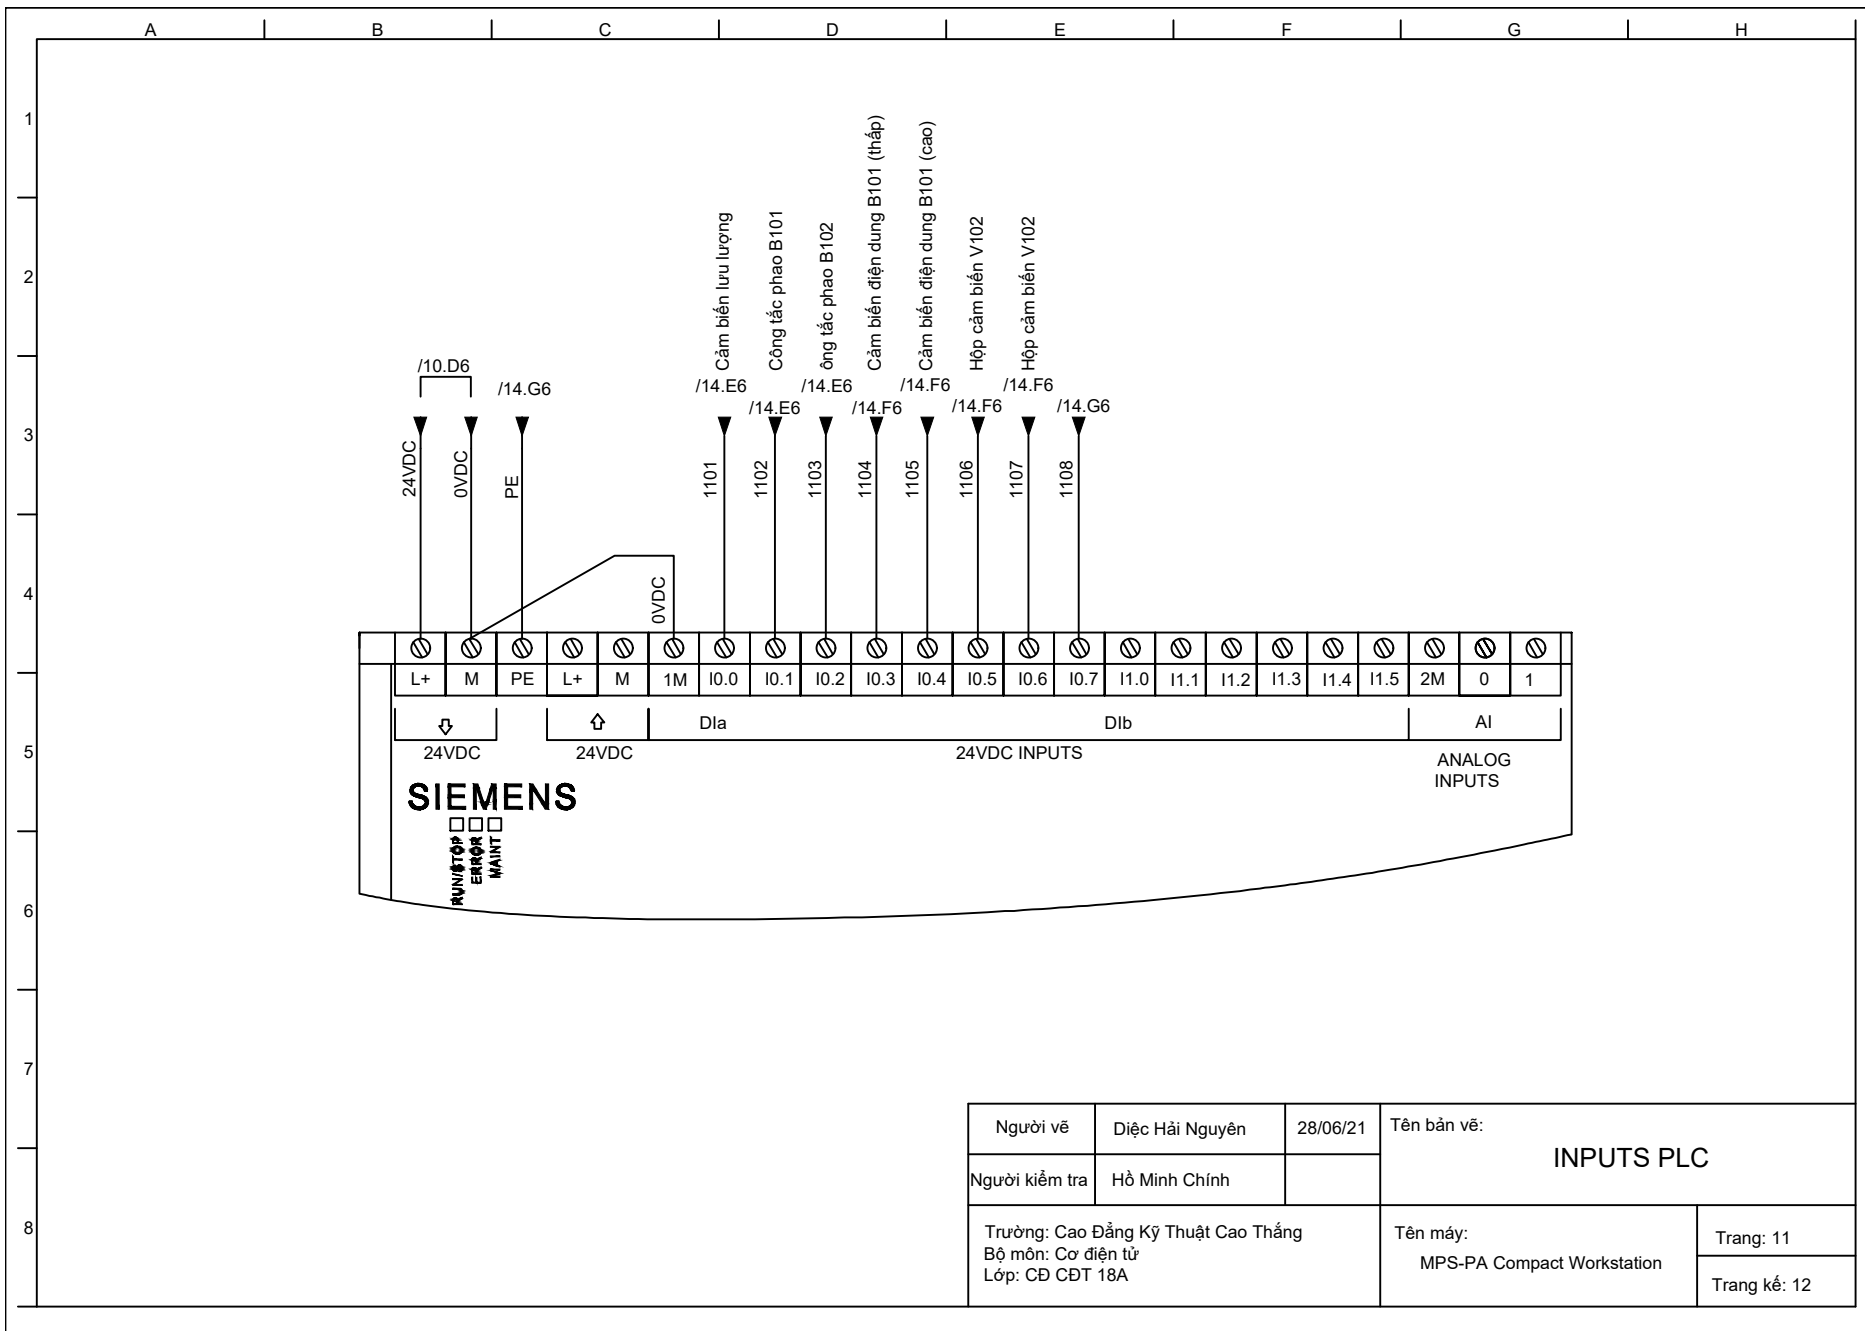 A B C D E F G H
1
2
3
4
5
6
7
8
Cảm biến lưu lượng
Công tắc phao B101
ông tắc phao B102
Cảm biến điện dung B101 (thấp)
Cảm biến điện dung B101 (cao)
Hộp cảm biến V102
Hộp cảm biến V102
/10.D6
/14.G6
/14.E6
/14.E6
/14.E6
/14.F6
/14.F6
/14.F6
/14.F6
/14.G6
24VDC
0VDC
PE
1101
1102
1103
1104
1105
1106
1107
1108
0VDC
L+ M PE L+ M 1M I0.0 I0.1 I0.2 I0.3 I0.4 I0.5 I0.6 I0.7 I1.0 I1.1 I1.2 I1.3 I1.4 I1.5 2M 0 1
DIa DIb AI
24VDC 24VDC 24VDC INPUTS ANALOG
INPUTS
SIEMENS
RUN/STOP
ERROR
MAINT
Người vẽ Diệc Hải Nguyên 28/06/21 Tên bản vẽ:
INPUTS PLC
Người kiểm tra Hồ Minh Chính
Trường: Cao Đẳng Kỹ Thuật Cao Thắng
Bộ môn: Cơ điện tử
Lớp: CĐ CĐT 18A
Tên máy:
MPS-PA Compact Workstation
Trang: 11
Trang kế: 12